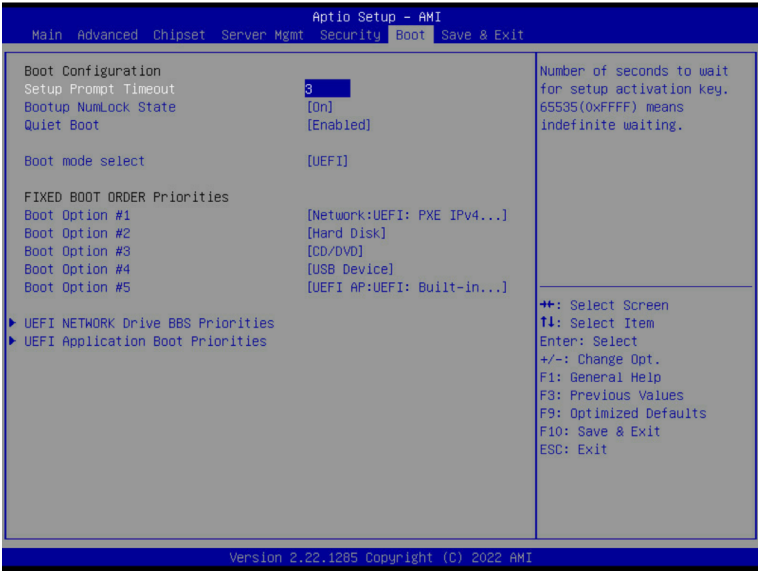 Aptio Setup – AMI
Main Advanced Chipset Server Mgmt Security Boot Save & Exit
Boot Configuration
Setup Prompt Timeout 3
Bootup NumLock State [On]
Quiet Boot [Enabled]
Boot mode select [UEFI]
FIXED BOOT ORDER Priorities
Boot Option #1 [Network:UEFI: PXE IPv4...]
Boot Option #2 [Hard Disk]
Boot Option #3 [CD/DVD]
Boot Option #4 [USB Device]
Boot Option #5 [UEFI AP:UEFI: Built-in...]
▶ UEFI NETWORK Drive BBS Priorities
▶ UEFI Application Boot Priorities
Number of seconds to wait
for setup activation key.
65535(0xFFFF) means
indefinite waiting.
→←: Select Screen
↑↓: Select Item
Enter: Select
+/-: Change Opt.
F1: General Help
F3: Previous Values
F9: Optimized Defaults
F10: Save & Exit
ESC: Exit
Version 2.22.1285 Copyright (C) 2022 AMI